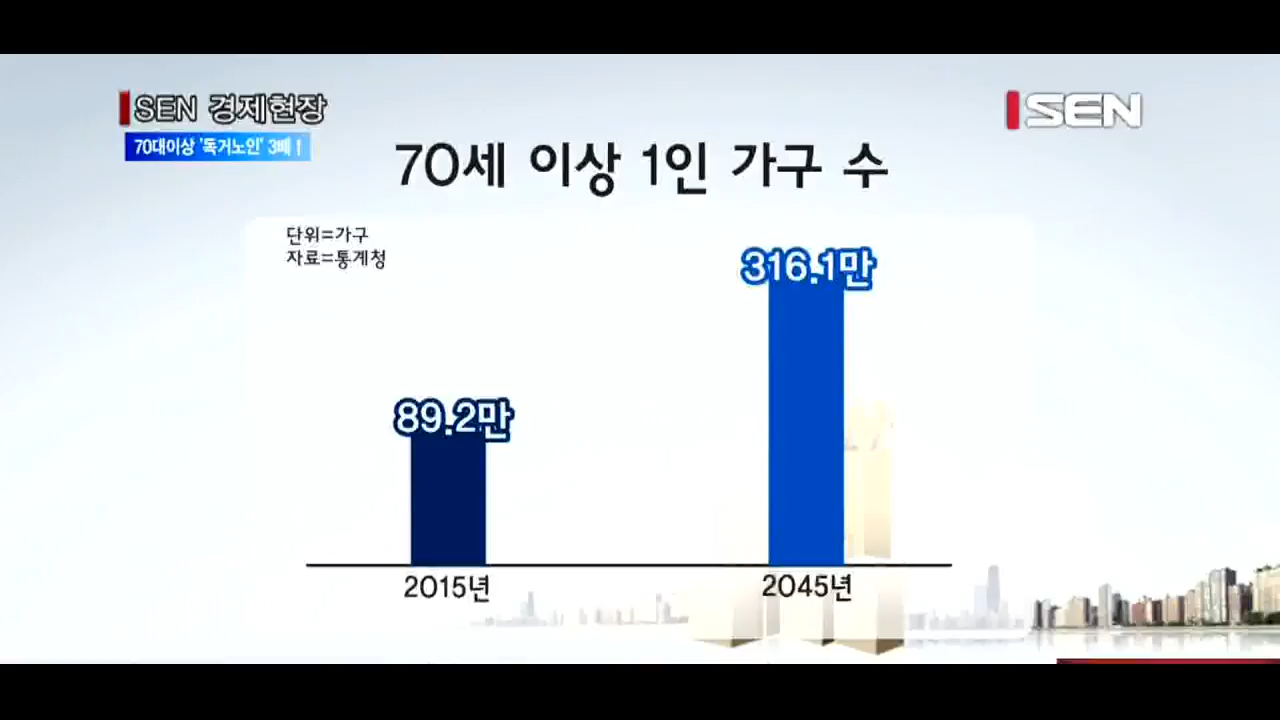 SEN 경제현장
SEN
70대이상 '독거노인' 3배 !
70세 이상 1인 가구 수
단위=가구
자료=통계청
316.1만
89.2만
2015년
2045년